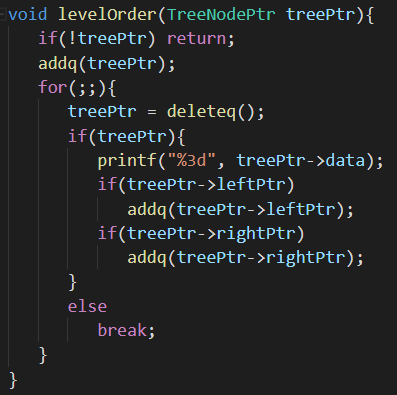 void levelOrder(TreeNodePtr treePtr){
    if(!treePtr) return;
    addq(treePtr);
    for(;;){
        treePtr = deleteq();
        if(treePtr){
            printf("%3d", treePtr->data);
            if(treePtr->leftPtr)
                addq(treePtr->leftPtr);
            if(treePtr->rightPtr)
                addq(treePtr->rightPtr);
        }
        else
            break;
    }
}